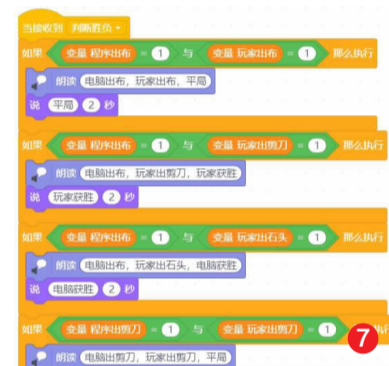 当接收到 判断胜负
如果 变量 程序出布 = 1 与 变量 玩家出布 = 1 那么执行
朗读 电脑出布，玩家出布，平局
说 平局 2 秒
如果 变量 程序出布 = 1 与 变量 玩家出剪刀 = 1 那么执行
朗读 电脑出布，玩家出剪刀，玩家获胜
说 玩家获胜 2 秒
如果 变量 程序出布 = 1 与 变量 玩家出石头 = 1 那么执行
朗读 电脑出布，玩家出石头，电脑获胜
说 电脑获胜 2 秒
如果 变量 程序出剪刀 = 1 与 变量 玩家出剪刀 = 1 7 执行
朗读 电脑出剪刀，玩家出剪刀，平局